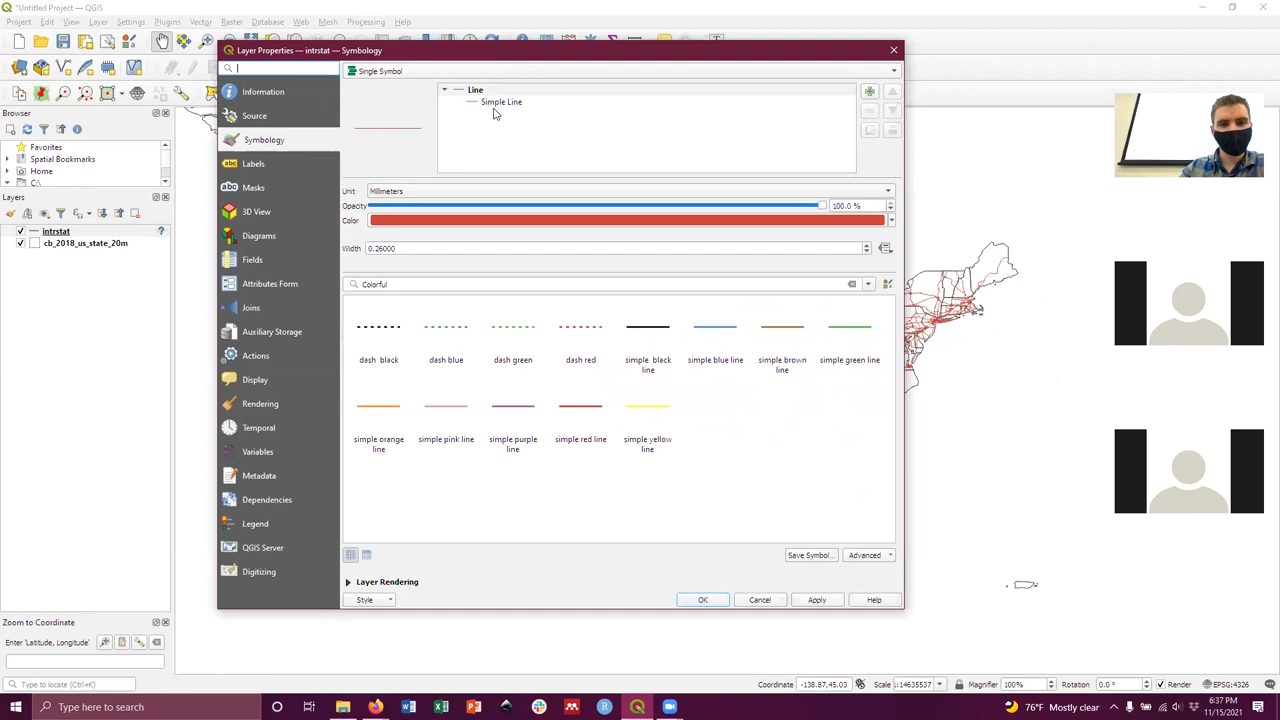 *Untitled Project — QGIS
Project Edit View Layer Settings Plugins Vector Raster Database Web Mesh Processing Help
Layer Properties — intrstat — Symbology
Information
Source
Symbology
Labels
Masks
3D View
Diagrams
Fields
Attributes Form
Joins
Auxiliary Storage
Actions
Display
Rendering
Temporal
Variables
Metadata
Dependencies
Legend
QGIS Server
Digitizing
Single Symbol
Line
Simple Line
Unit Millimeters
Opacity 100.0 %
Color
Width 0.26000
Colorful
dash black
dash blue
dash green
dash red
simple black
line
simple blue line
simple brown
line
simple green line
simple orange
line
simple pink line
simple purple
line
simple red line
simple yellow
line
Save Symbol... Advanced
Layer Rendering
Style OK Cancel Apply Help
Browser
Favorites
Spatial Bookmarks
Home
C:\
Layers
intrstat
cb_2018_us_state_20m
Zoom to Coordinate
Enter 'Latitude, Longitude'
Type to locate (Ctrl+K)
Coordinate -138.87,45.03 Scale 1:14635537 Magnifier 100% Rotation 0.0 ° Render EPSG:4326
Type here to search
76°F Mostly clear
6:37 PM
11/15/2021